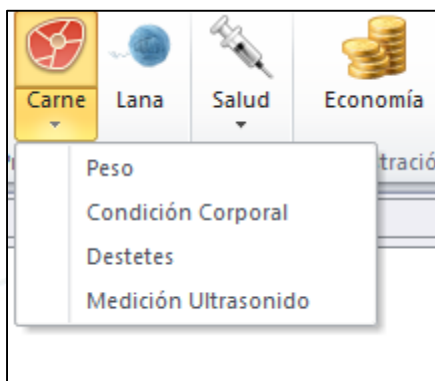 Carne Lana Salud Economía
Peso
Condición Corporal
Destetes
Medición Ultrasonido